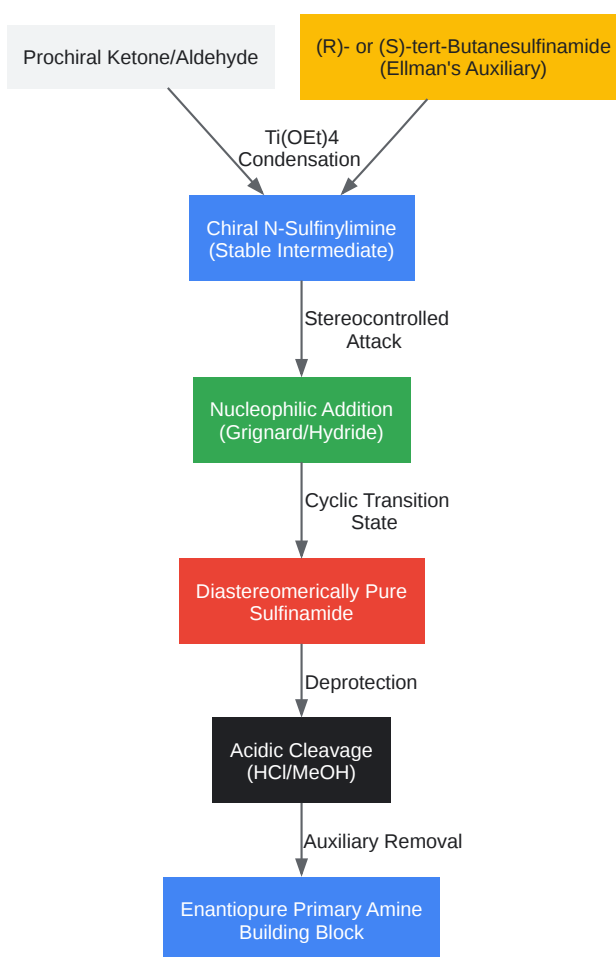 Prochiral Ketone/Aldehyde
(R)- or (S)-tert-Butanesulfinamide
(Ellman's Auxiliary)
Ti(OEt)4
Condensation
Chiral N-Sulfinylimine
(Stable Intermediate)
Stereocontrolled
Attack
Nucleophilic Addition
(Grignard/Hydride)
Cyclic Transition
State
Diastereomerically Pure
Sulfinamide
Deprotection
Acidic Cleavage
(HCl/MeOH)
Auxiliary Removal
Enantiopure Primary Amine
Building Block